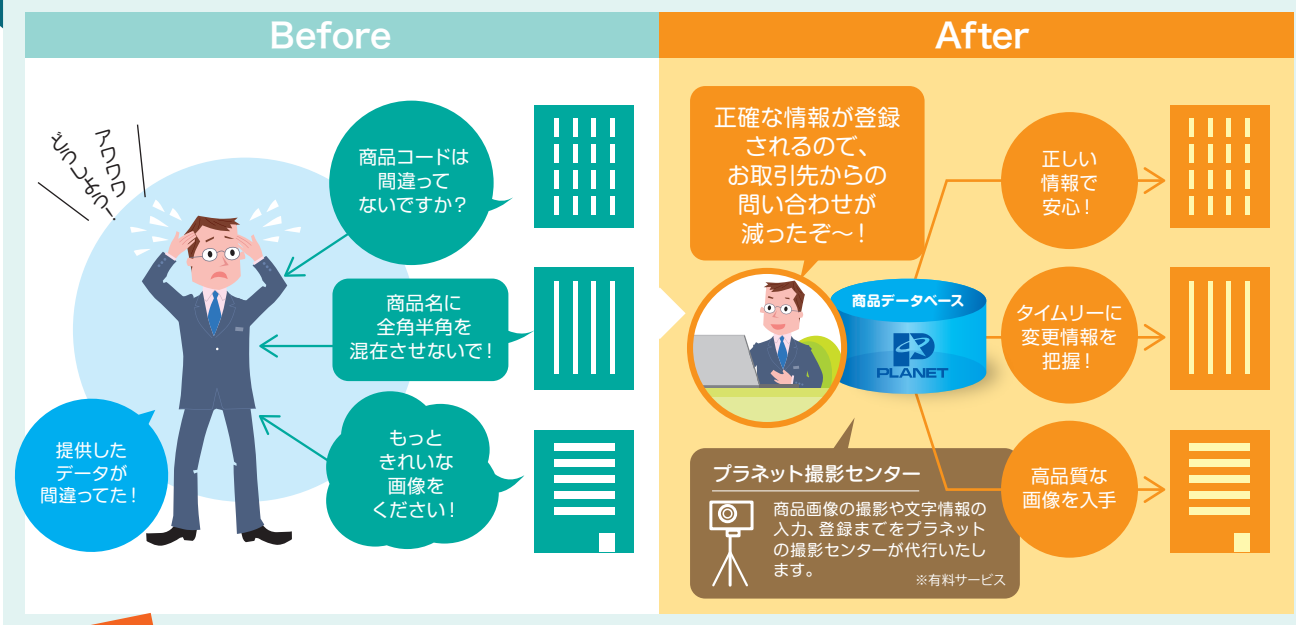 Before
アワワワ
どうしよう!
商品コードは
間違って
ないですか?
商品名に
全角半角を
混在させないで!
もっと
きれいな
画像を
ください!
提供した
データが
間違ってた!
After
正確な情報が登録
されるので、
お取引先からの
問い合わせが
減ったぞ〜!
商品データベース
PLANET
正しい
情報で
安心!
タイムリーに
変更情報を
把握!
高品質な
画像を入手
プラネット撮影センター
商品画像の撮影や文字情報の
入力、登録までをプラネット
の撮影センターが代行いたし
ます。
※有料サービス